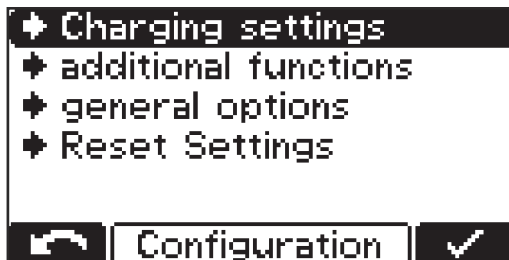 Charging settings
additional functions
general options
Reset Settings
Configuration